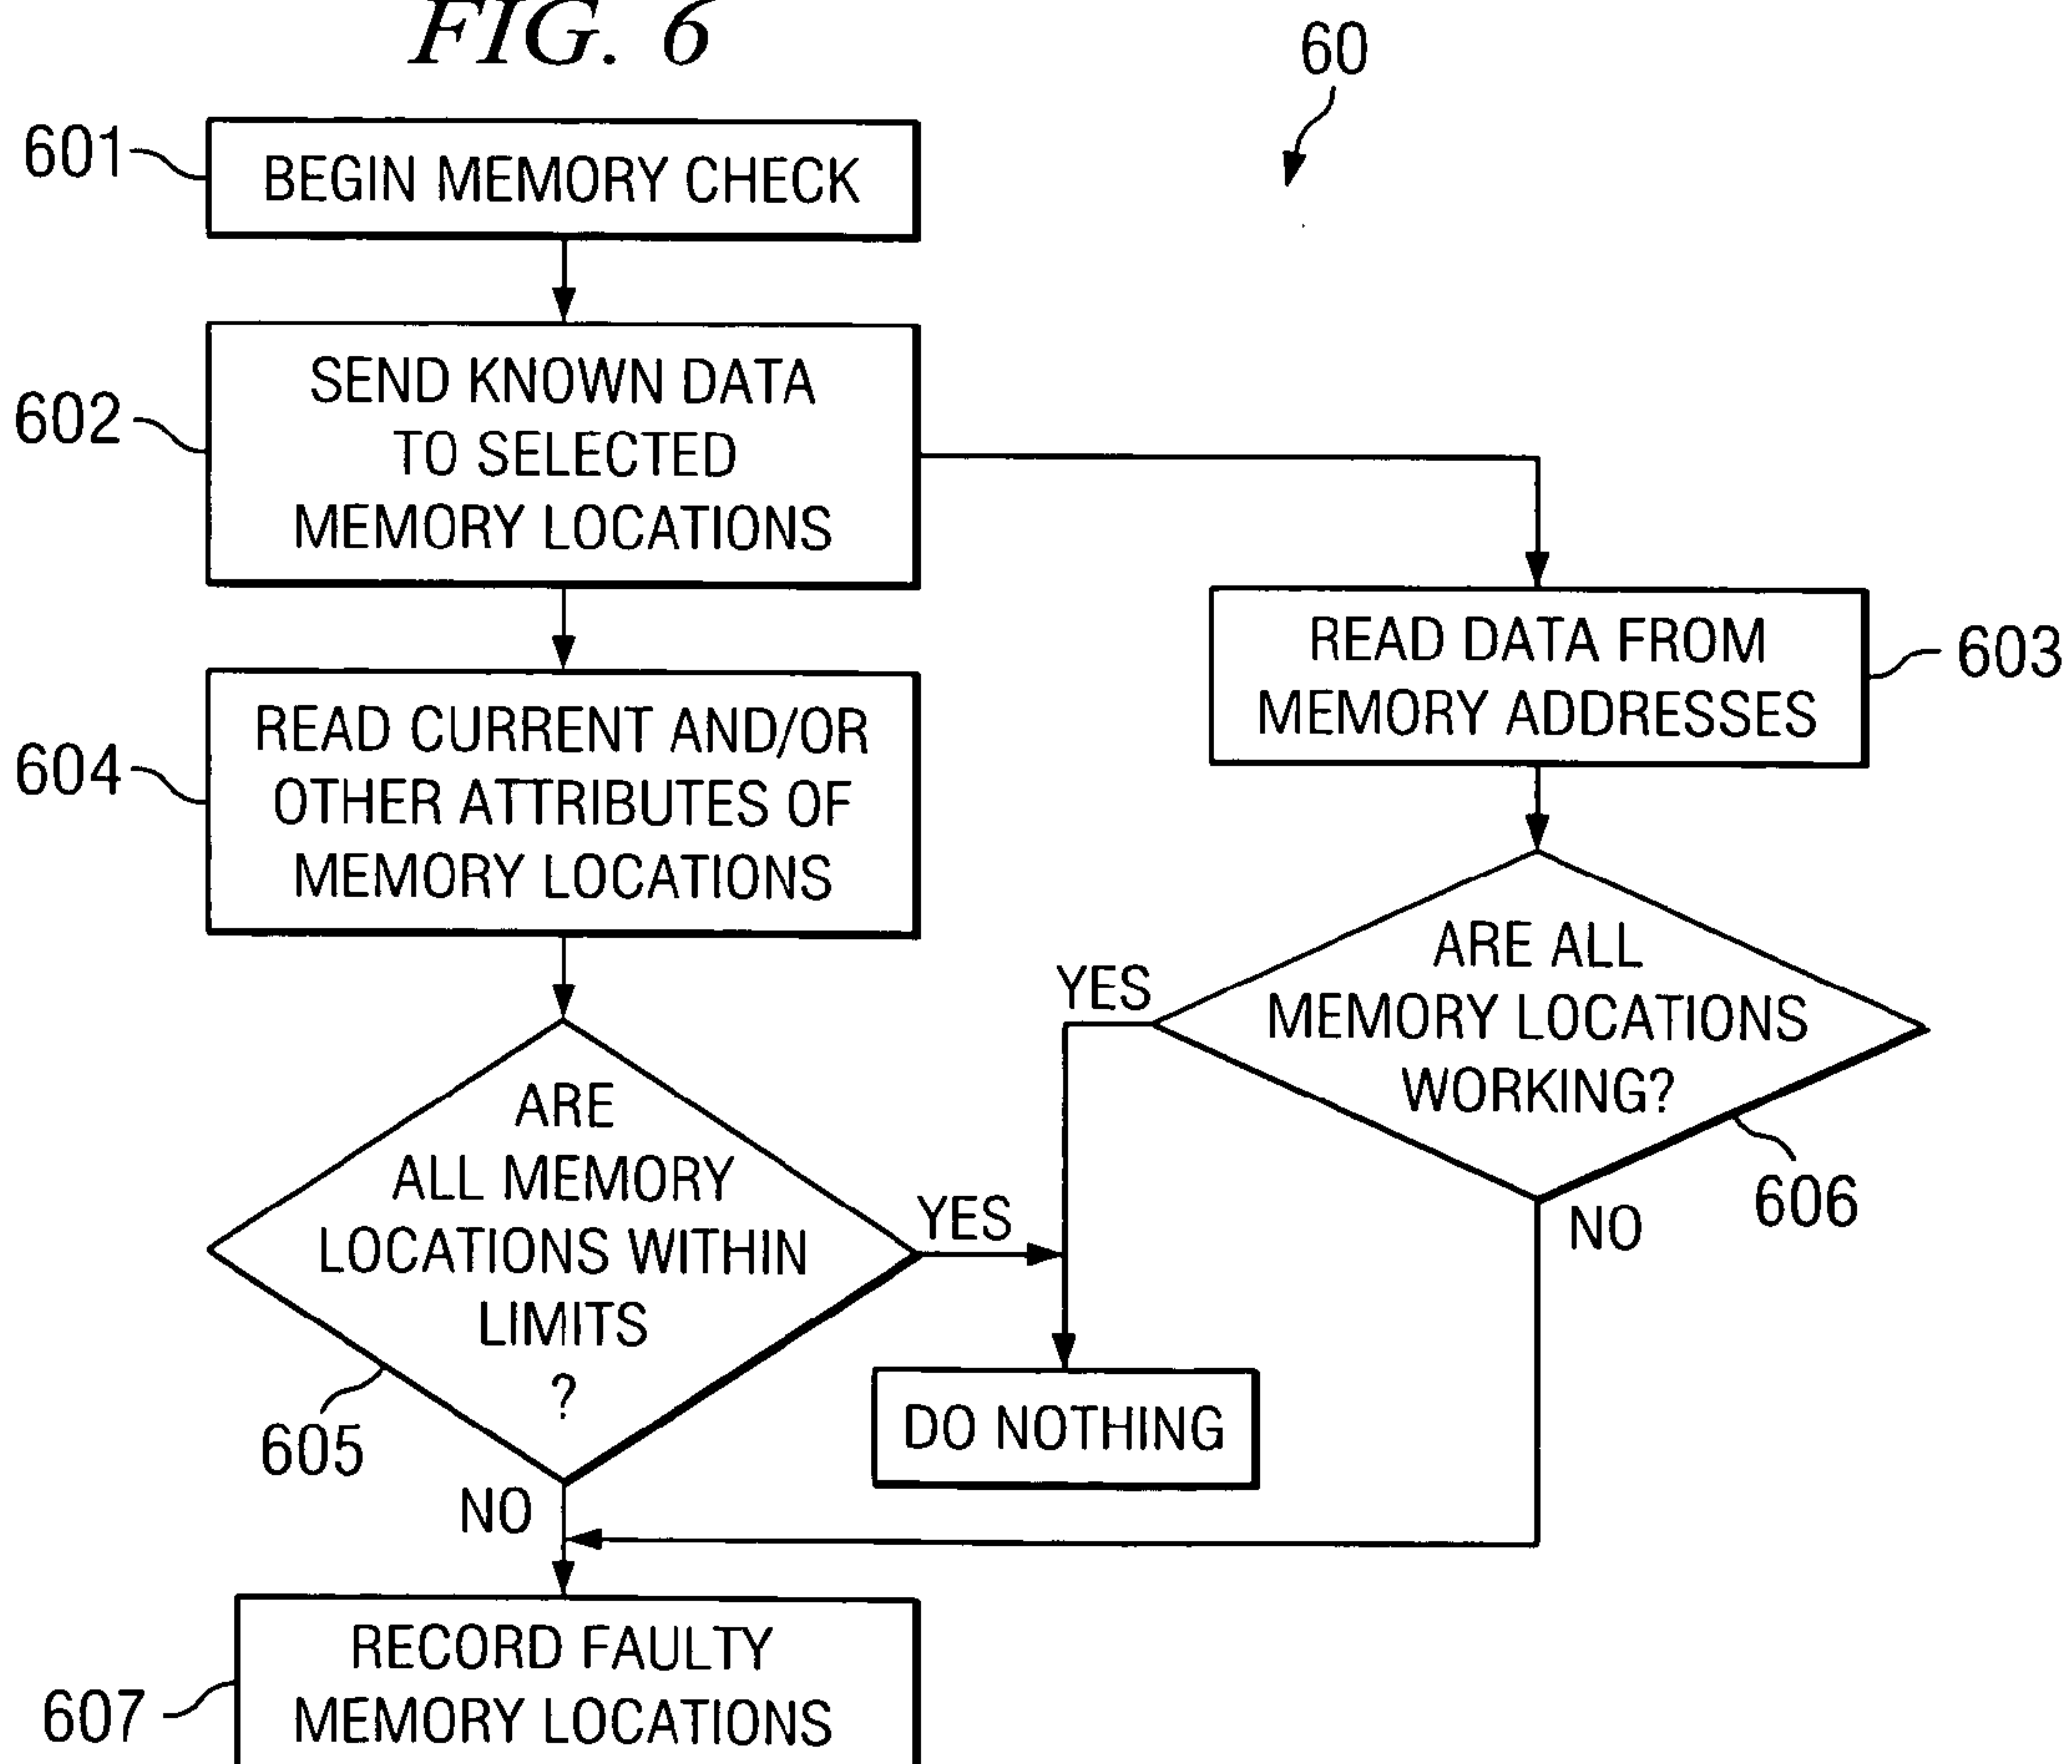 FIG. 6
60
601
BEGIN MEMORY CHECK
602
SEND KNOWN DATA
TO SELECTED
MEMORY LOCATIONS
READ DATA FROM
MEMORY ADDRESSES
603
604
READ CURRENT AND/OR
OTHER ATTRIBUTES OF
MEMORY LOCATIONS
ARE ALL
MEMORY LOCATIONS
WORKING?
YES
606
NO
ARE
ALL MEMORY
LOCATIONS WITHIN
LIMITS
?
YES
605
NO
DO NOTHING
607
RECORD FAULTY
MEMORY LOCATIONS